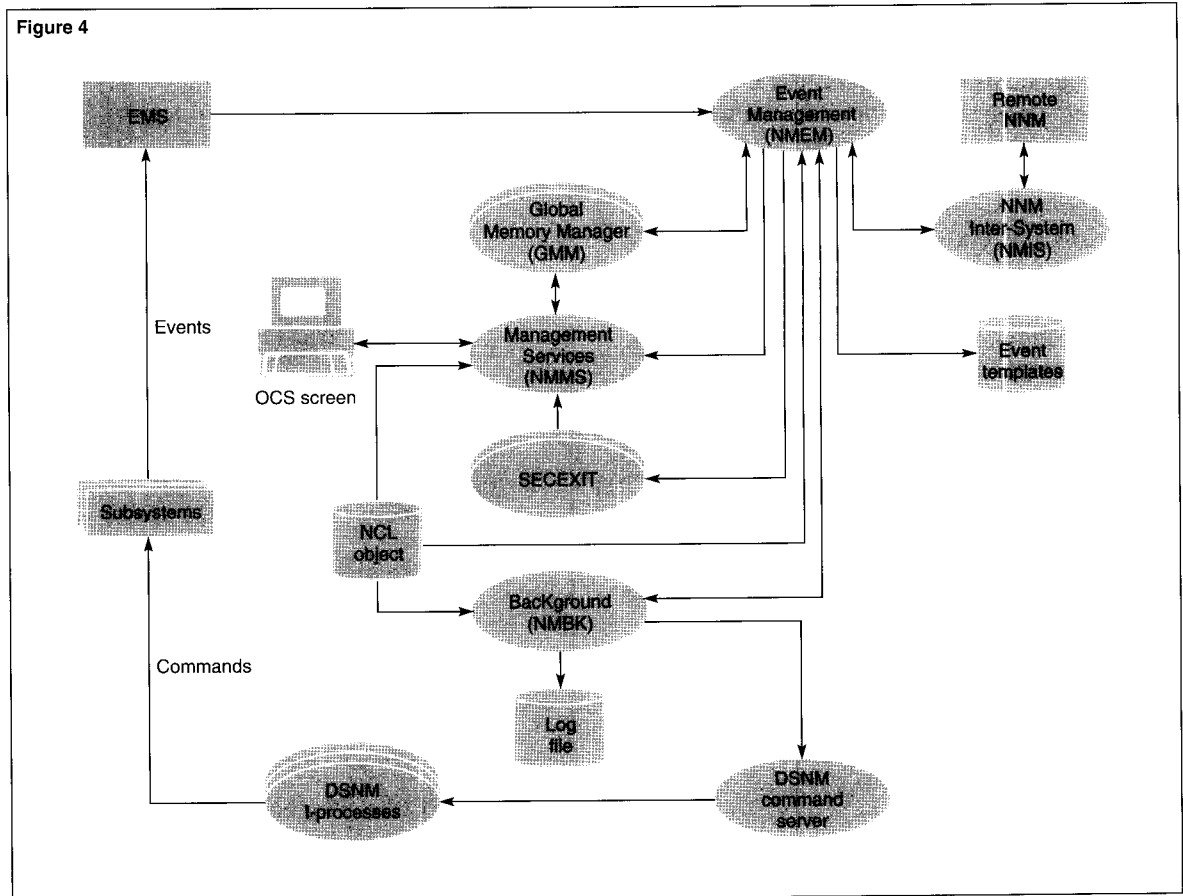 Figure 4
EMS
Event
Management
(NMEM)
Remote
NNM
Global
Memory Manager
(GMM)
NNM
Inter-System
(NMIS)
Events
Management
Services
(NMMS)
OCS screen
Event
templates
SECEXIT
Subsystems
NCL
object
BacKground
(NMBK)
Commands
Log
file
DSNM
I-processes
DSNM
command
server